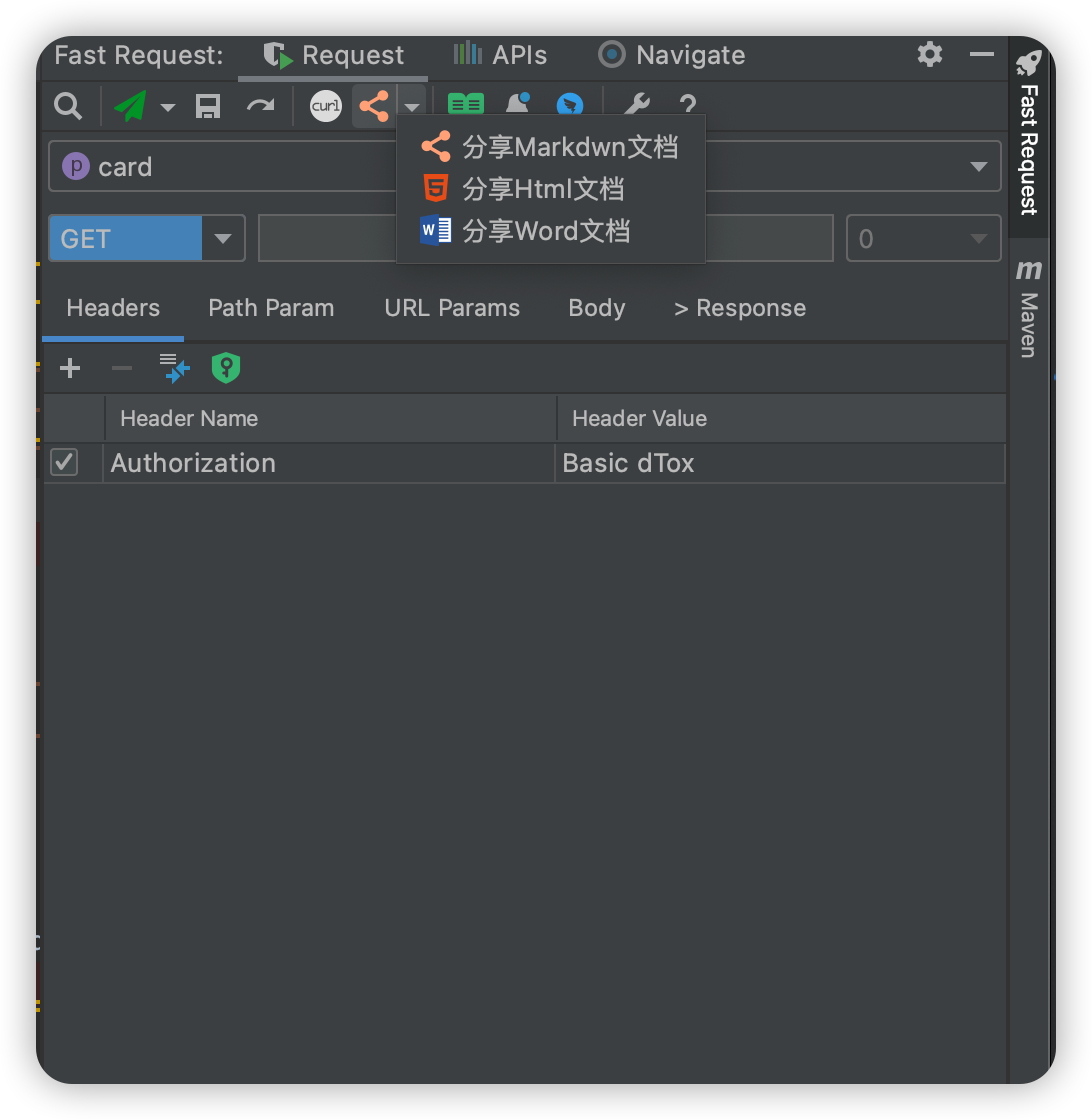 Fast Request:
Request
APIs
Navigate
curl
分享Markdwn文档
分享Html文档
分享Word文档
p card
GET
0
Headers
Path Param
URL Params
Body
> Response
Header Name
Header Value
Authorization
Basic dTox
Fast Request
m
Maven